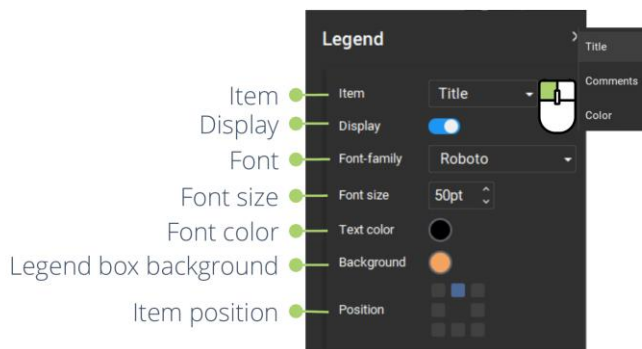 Legend
Title
Comments
Color
Item
Item
Title
Display
Display
Font
Font-family
Roboto
Font size
Font size
50pt
Font color
Text color
Legend box background
Background
Item position
Position